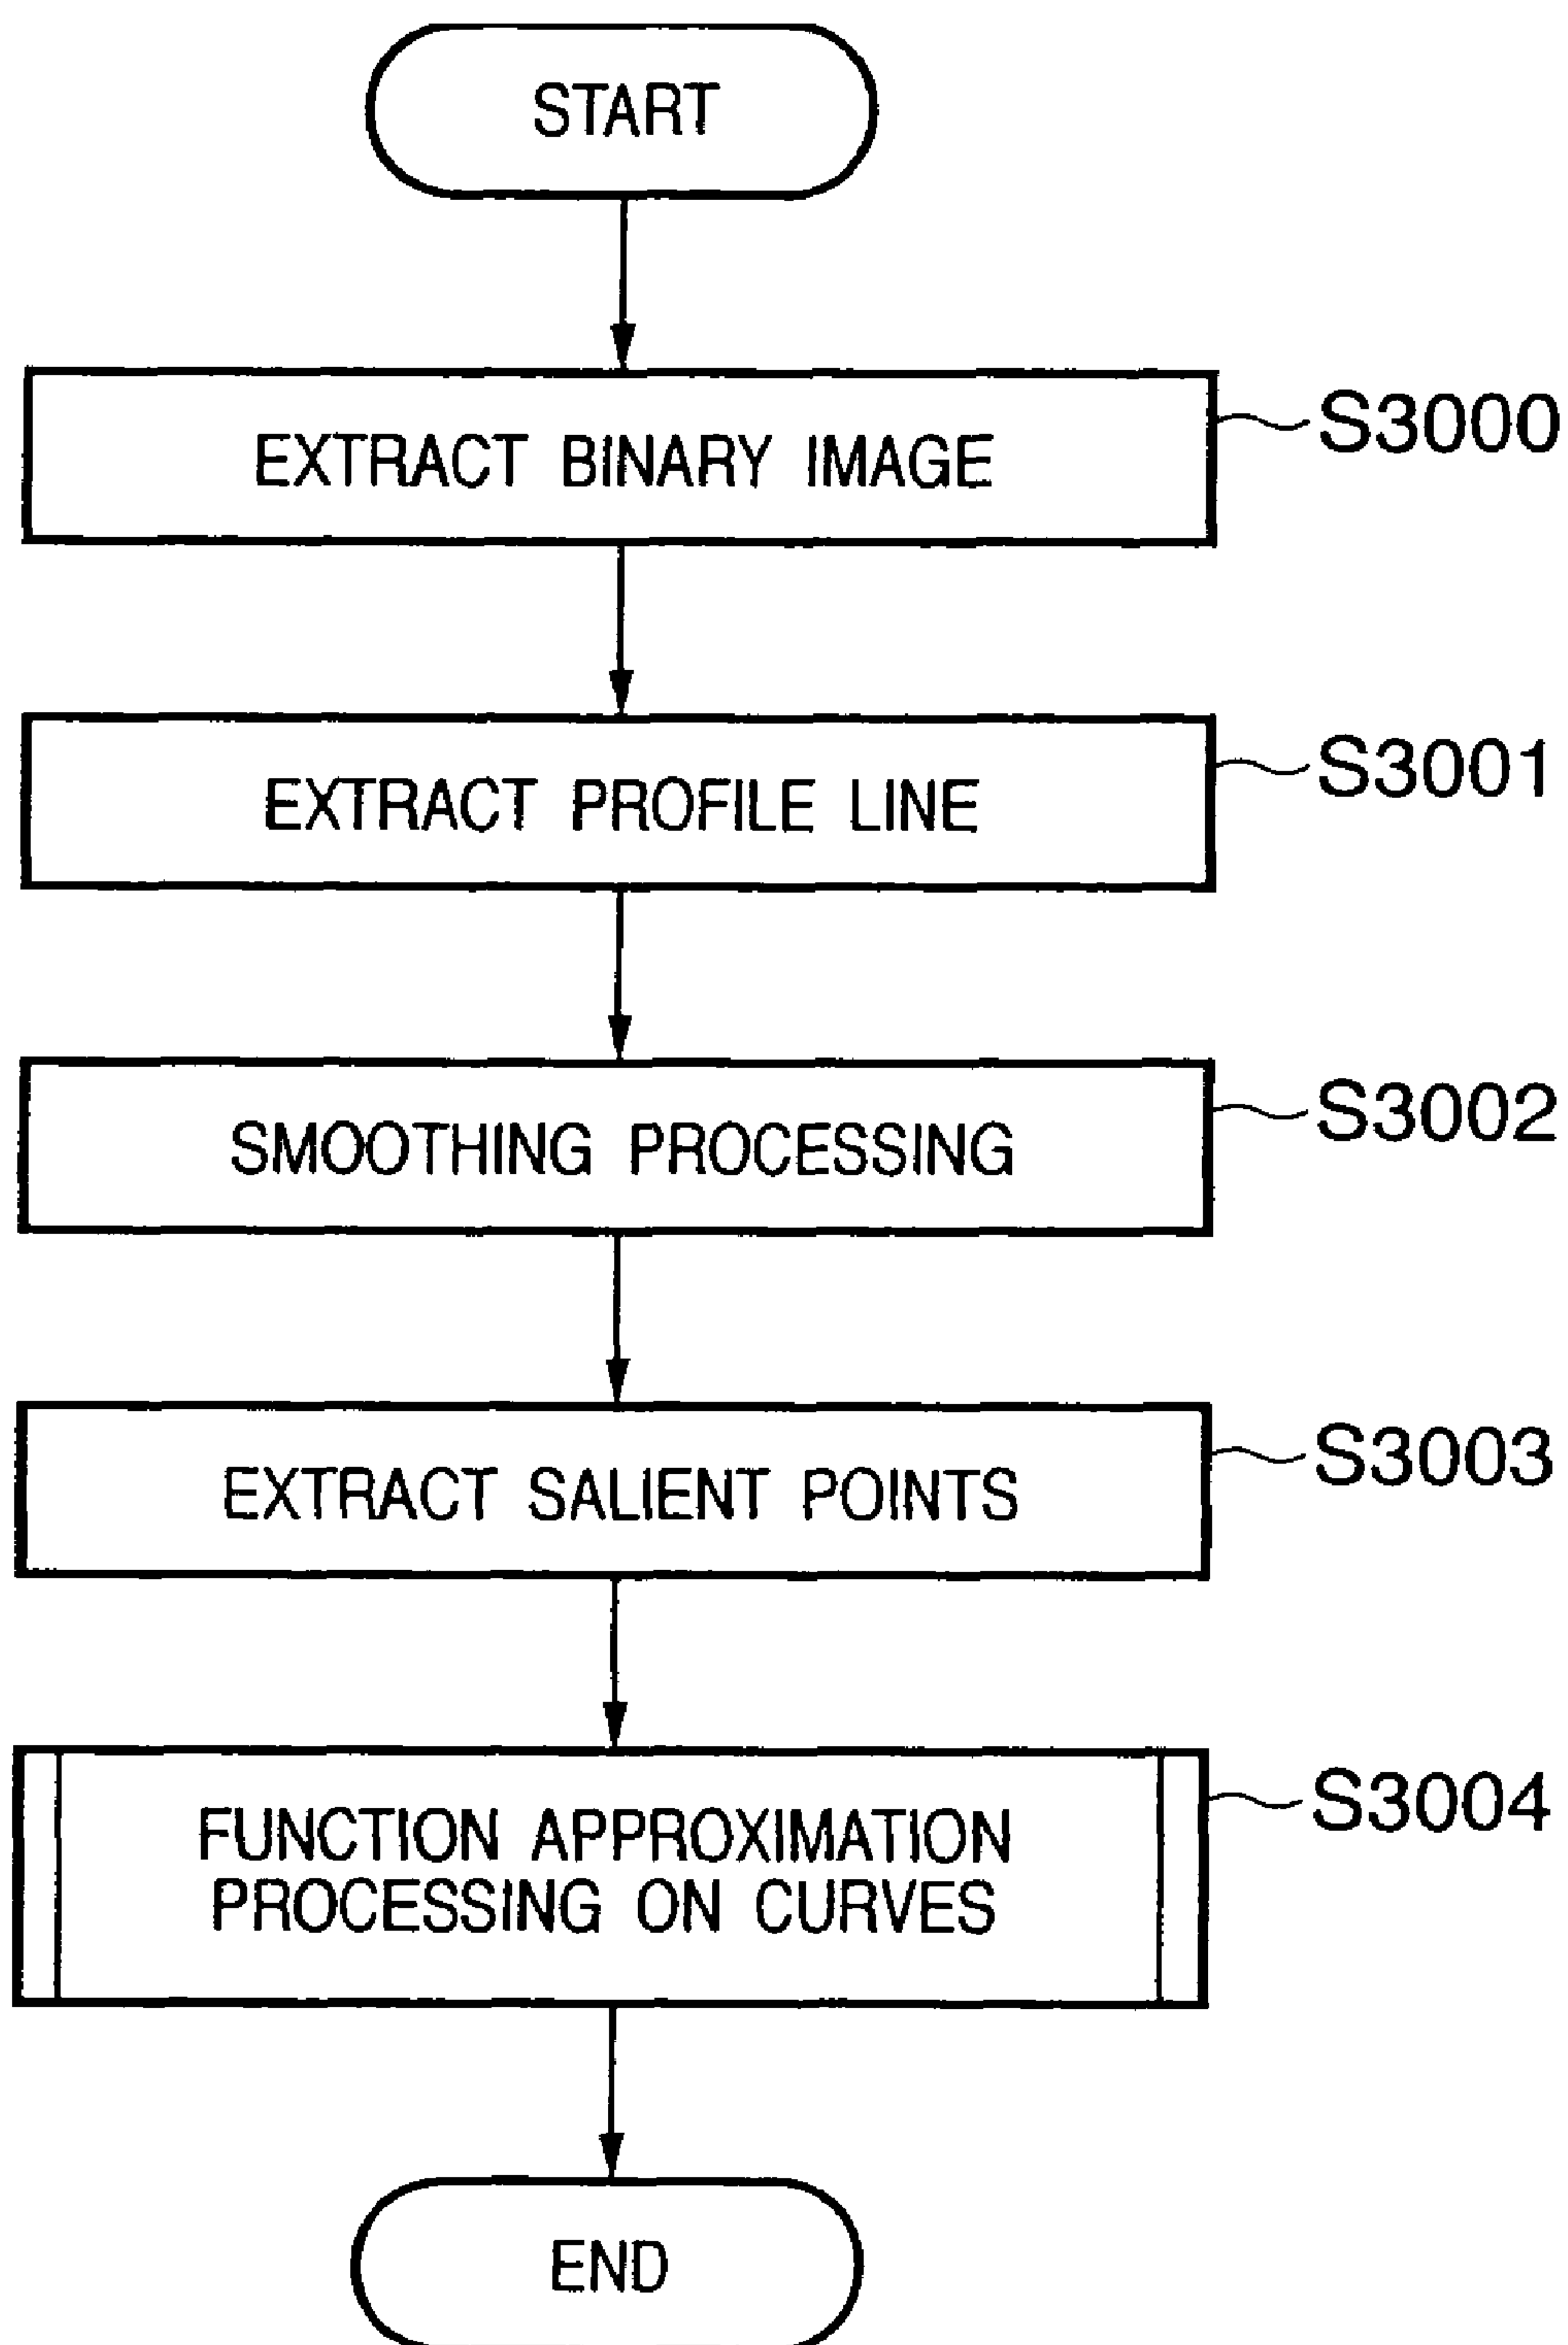 START
EXTRACT BINARY IMAGE
S3000
EXTRACT PROFILE LINE
S3001
SMOOTHING PROCESSING
S3002
EXTRACT SALIENT POINTS
S3003
FUNCTION APPROXIMATION
PROCESSING ON CURVES
S3004
END